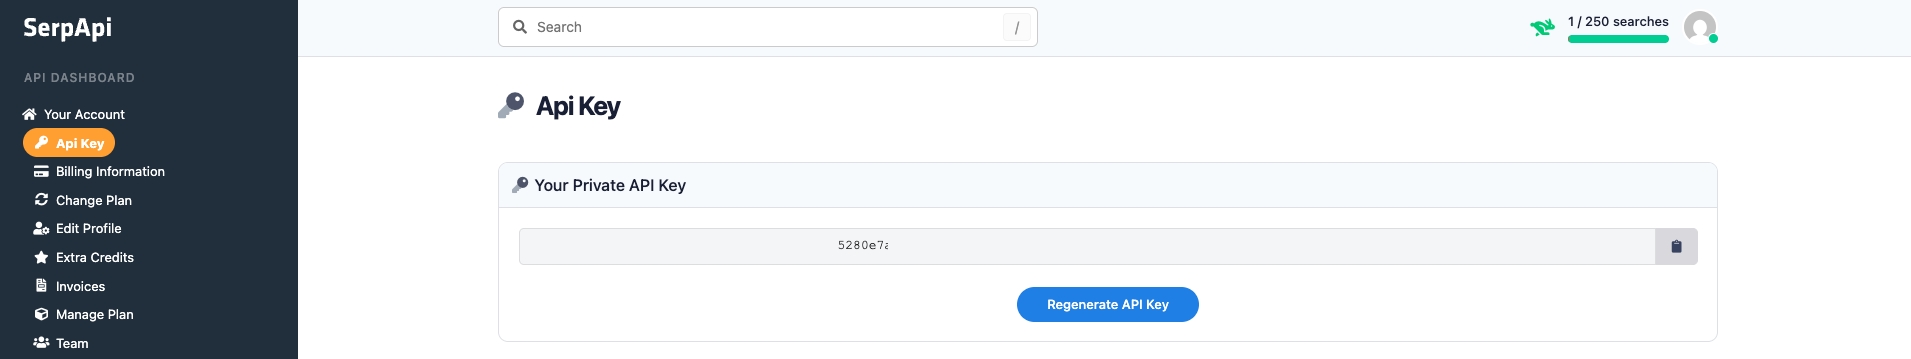 SerpApi
Search
/
1 / 250 searches
API DASHBOARD
Your Account
Api Key
Billing Information
Change Plan
Edit Profile
Extra Credits
Invoices
Manage Plan
Team
Api Key
Your Private API Key
5280e7a
Regenerate API Key